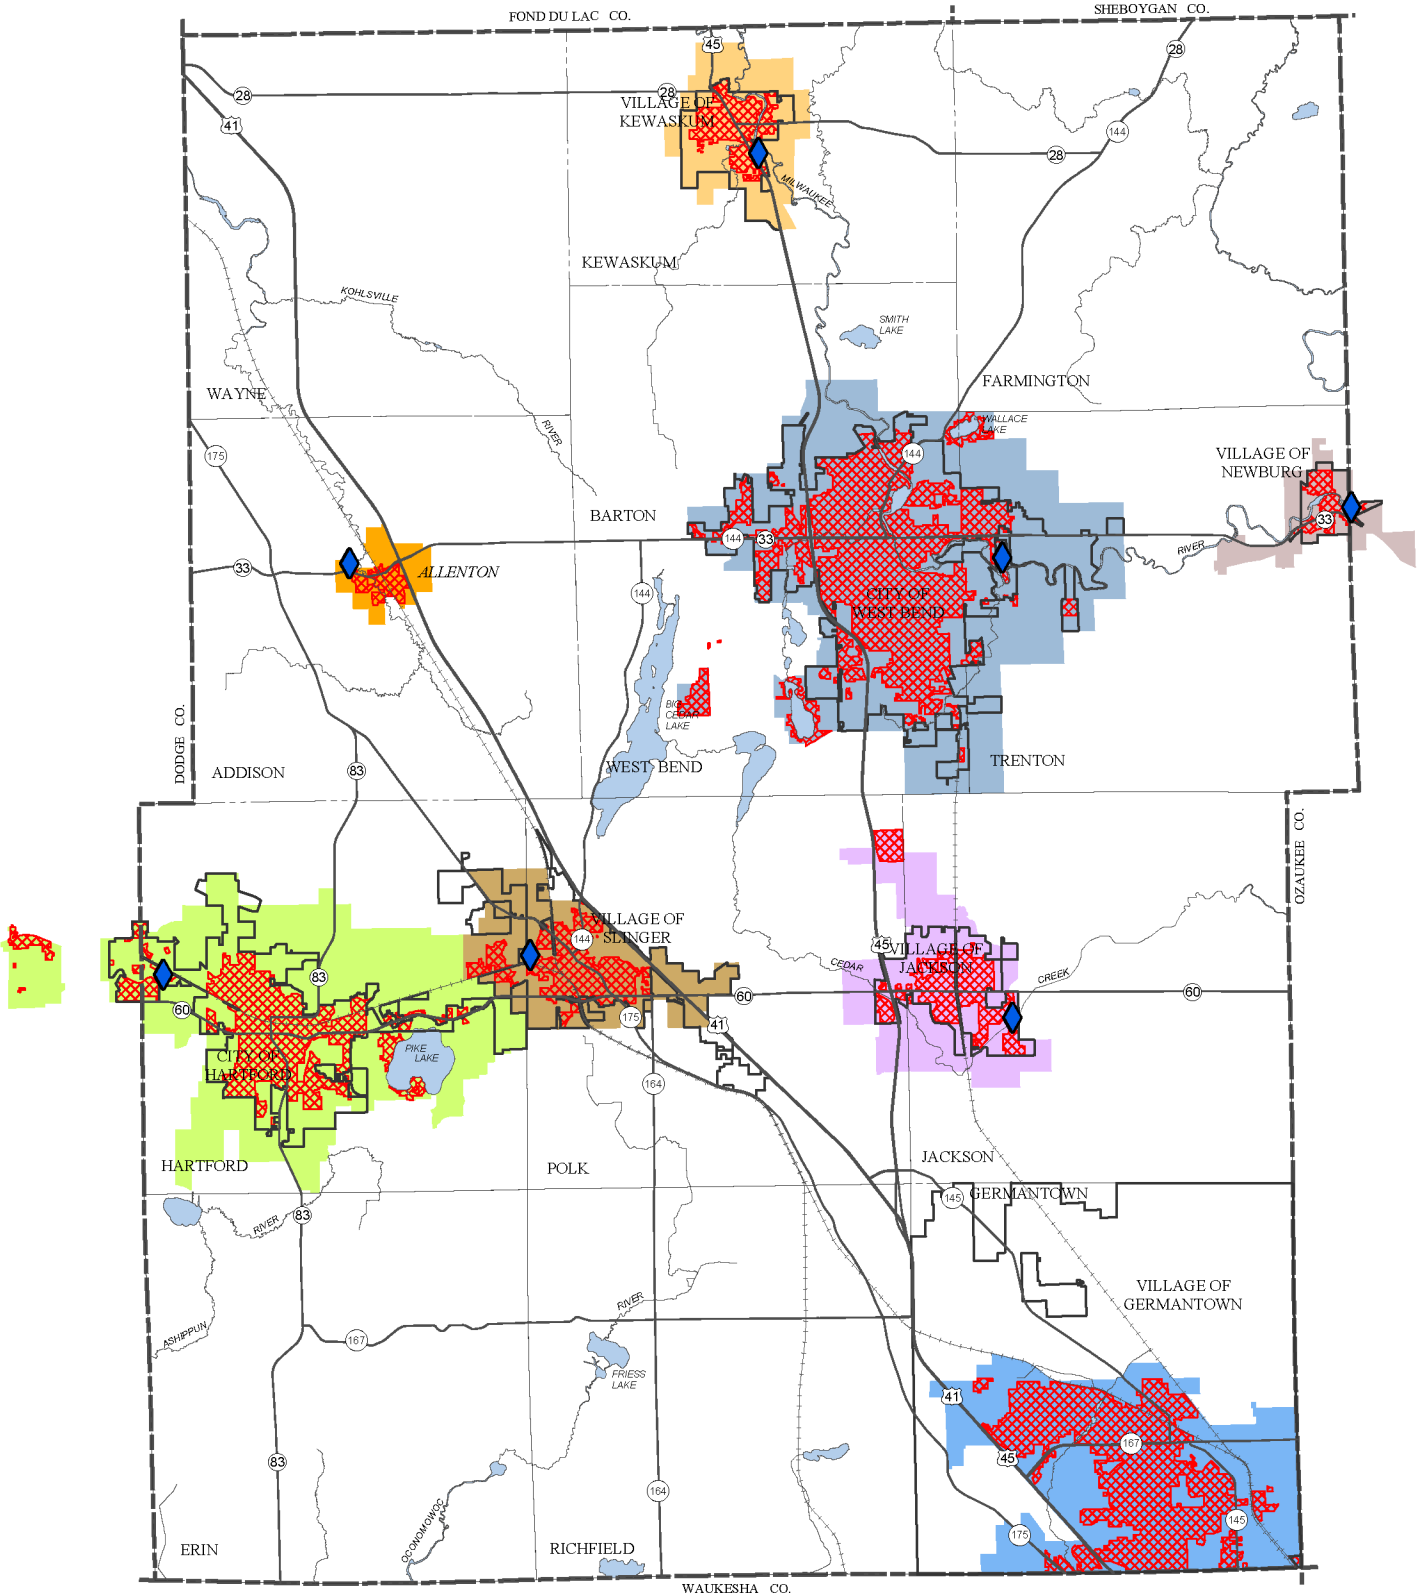 FOND DU LAC CO.
SHEBOYGAN CO.
45
28
28
28
VILLAGE OF
KEWASKUM
41
144
28
MILWAUKEE
KEWASKUM
KOHLSVILLE
SMITH
LAKE
WAYNE
FARMINGTON
RIVER
WALLACE
LAKE
175
144
VILLAGE OF
NEWBURG
BARTON
33
144
33
RIVER
33
ALLENTON
144
CITY OF
WEST BEND
BIG
CEDAR
LAKE
DODGE CO.
ADDISON
83
WEST BEND
TRENTON
OZAUKEE CO.
VILLAGE OF
SLINGER
144
45
VILLAGE OF
JACKSON
CEDAR
CREEK
83
60
60
60
175
41
PIKE
LAKE
CITY OF
HARTFORD
164
HARTFORD
POLK
JACKSON
145
GERMANTOWN
83
RIVER
VILLAGE OF
GERMANTOWN
RIVER
ASHIPPUN
167
FRIESS
LAKE
41
167
45
83
164
145
OCONOMOWOC
175
ERIN
RICHFIELD
WAUKESHA CO.